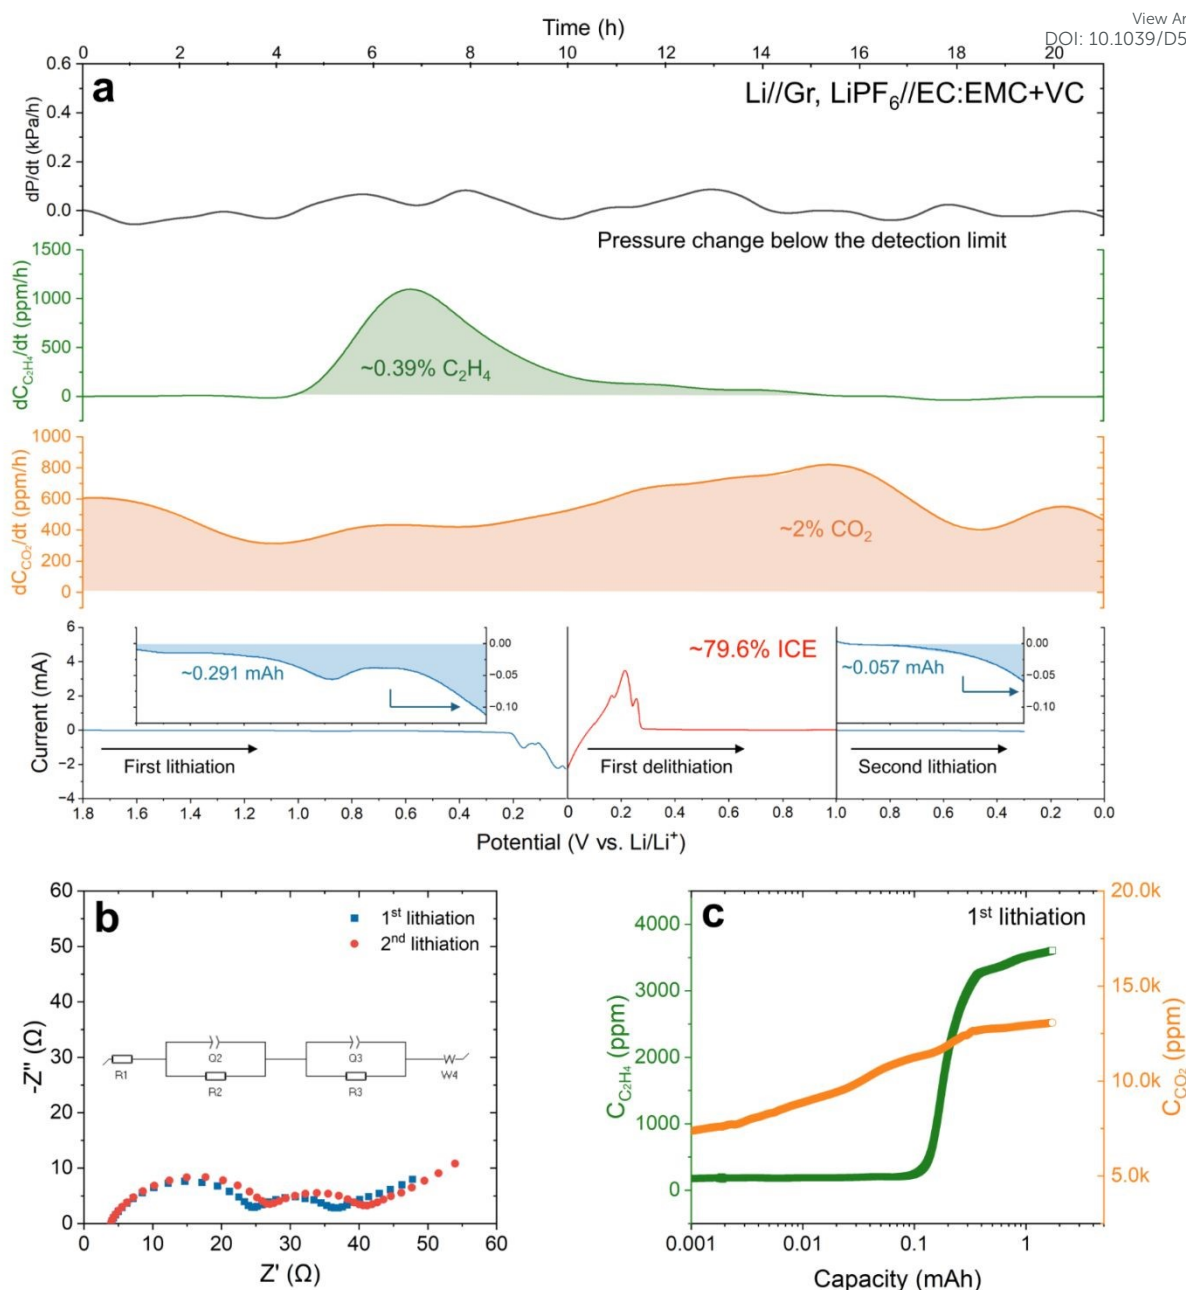 View Ar
DOI: 10.1039/D5
Time (h)
0 2 4 6 8 10 12 14 16 18 20
a
Li//Gr, LiPF₆//EC:EMC+VC
dP/dt (kPa/h)
0.6
0.4
0.2
0.0
Pressure change below the detection limit
dC_C₂H₄/dt (ppm/h)
1500
1000
500
0
~0.39% C₂H₄
dC_CO₂/dt (ppm/h)
1000
800
600
400
200
0
~2% CO₂
Current (mA)
6
4
2
0
−2
−4
~0.291 mAh
0.00
−0.05
−0.10
~79.6% ICE
~0.057 mAh
0.00
−0.05
−0.10
First lithiation
First delithiation
Second lithiation
1.8 1.6 1.4 1.2 1.0 0.8 0.6 0.4 0.2 0 0.2 0.4 0.6 0.8 1.0 0.8 0.6 0.4 0.2 0.0
Potential (V vs. Li/Li⁺)
b
1st lithiation
2nd lithiation
-Z" (Ω)
60
50
40
30
20
10
0
R1 Q2 R2 Q3 R3 W W4
0 10 20 30 40 50 60
Z' (Ω)
c
1st lithiation
C_C₂H₄ (ppm)
4000
3000
2000
1000
0
C_CO₂ (ppm)
20.0k
15.0k
10.0k
5.0k
0.001 0.01 0.1 1
Capacity (mAh)